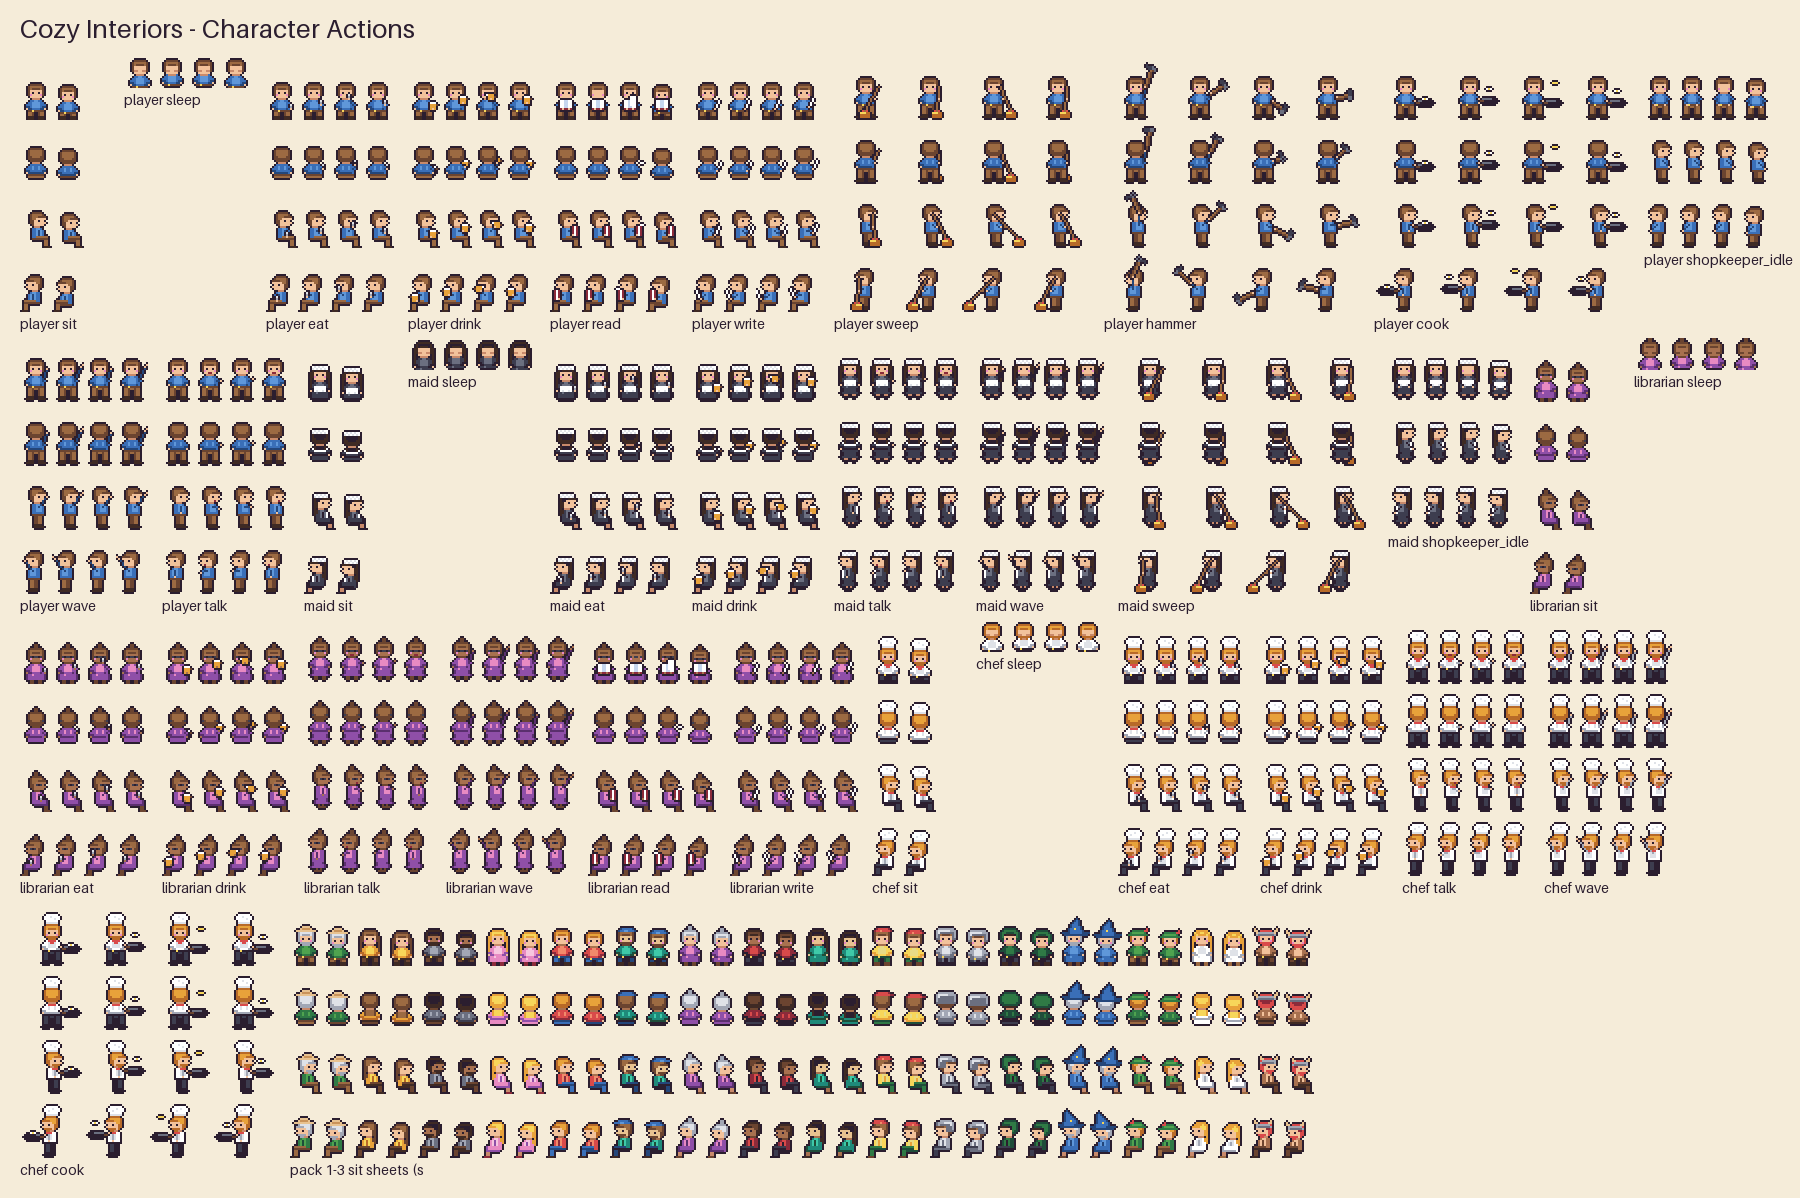 Cozy Interiors - Character Actions
player sleep
player shopkeeper_idle
player sit
player eat
player drink
player read
player write
player sweep
player hammer
player cook
maid sleep
librarian sleep
maid shopkeeper_idle
player wave
player talk
maid sit
maid eat
maid drink
maid talk
maid wave
maid sweep
librarian sit
chef sleep
librarian eat
librarian drink
librarian talk
librarian wave
librarian read
librarian write
chef sit
chef eat
chef drink
chef talk
chef wave
chef cook
pack 1-3 sit sheets (s